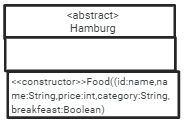 <abstract>
Hamburg
<<constructor>>Food((id:name,na
me:String,price:int,category:String,
breakfeast:Boolean)